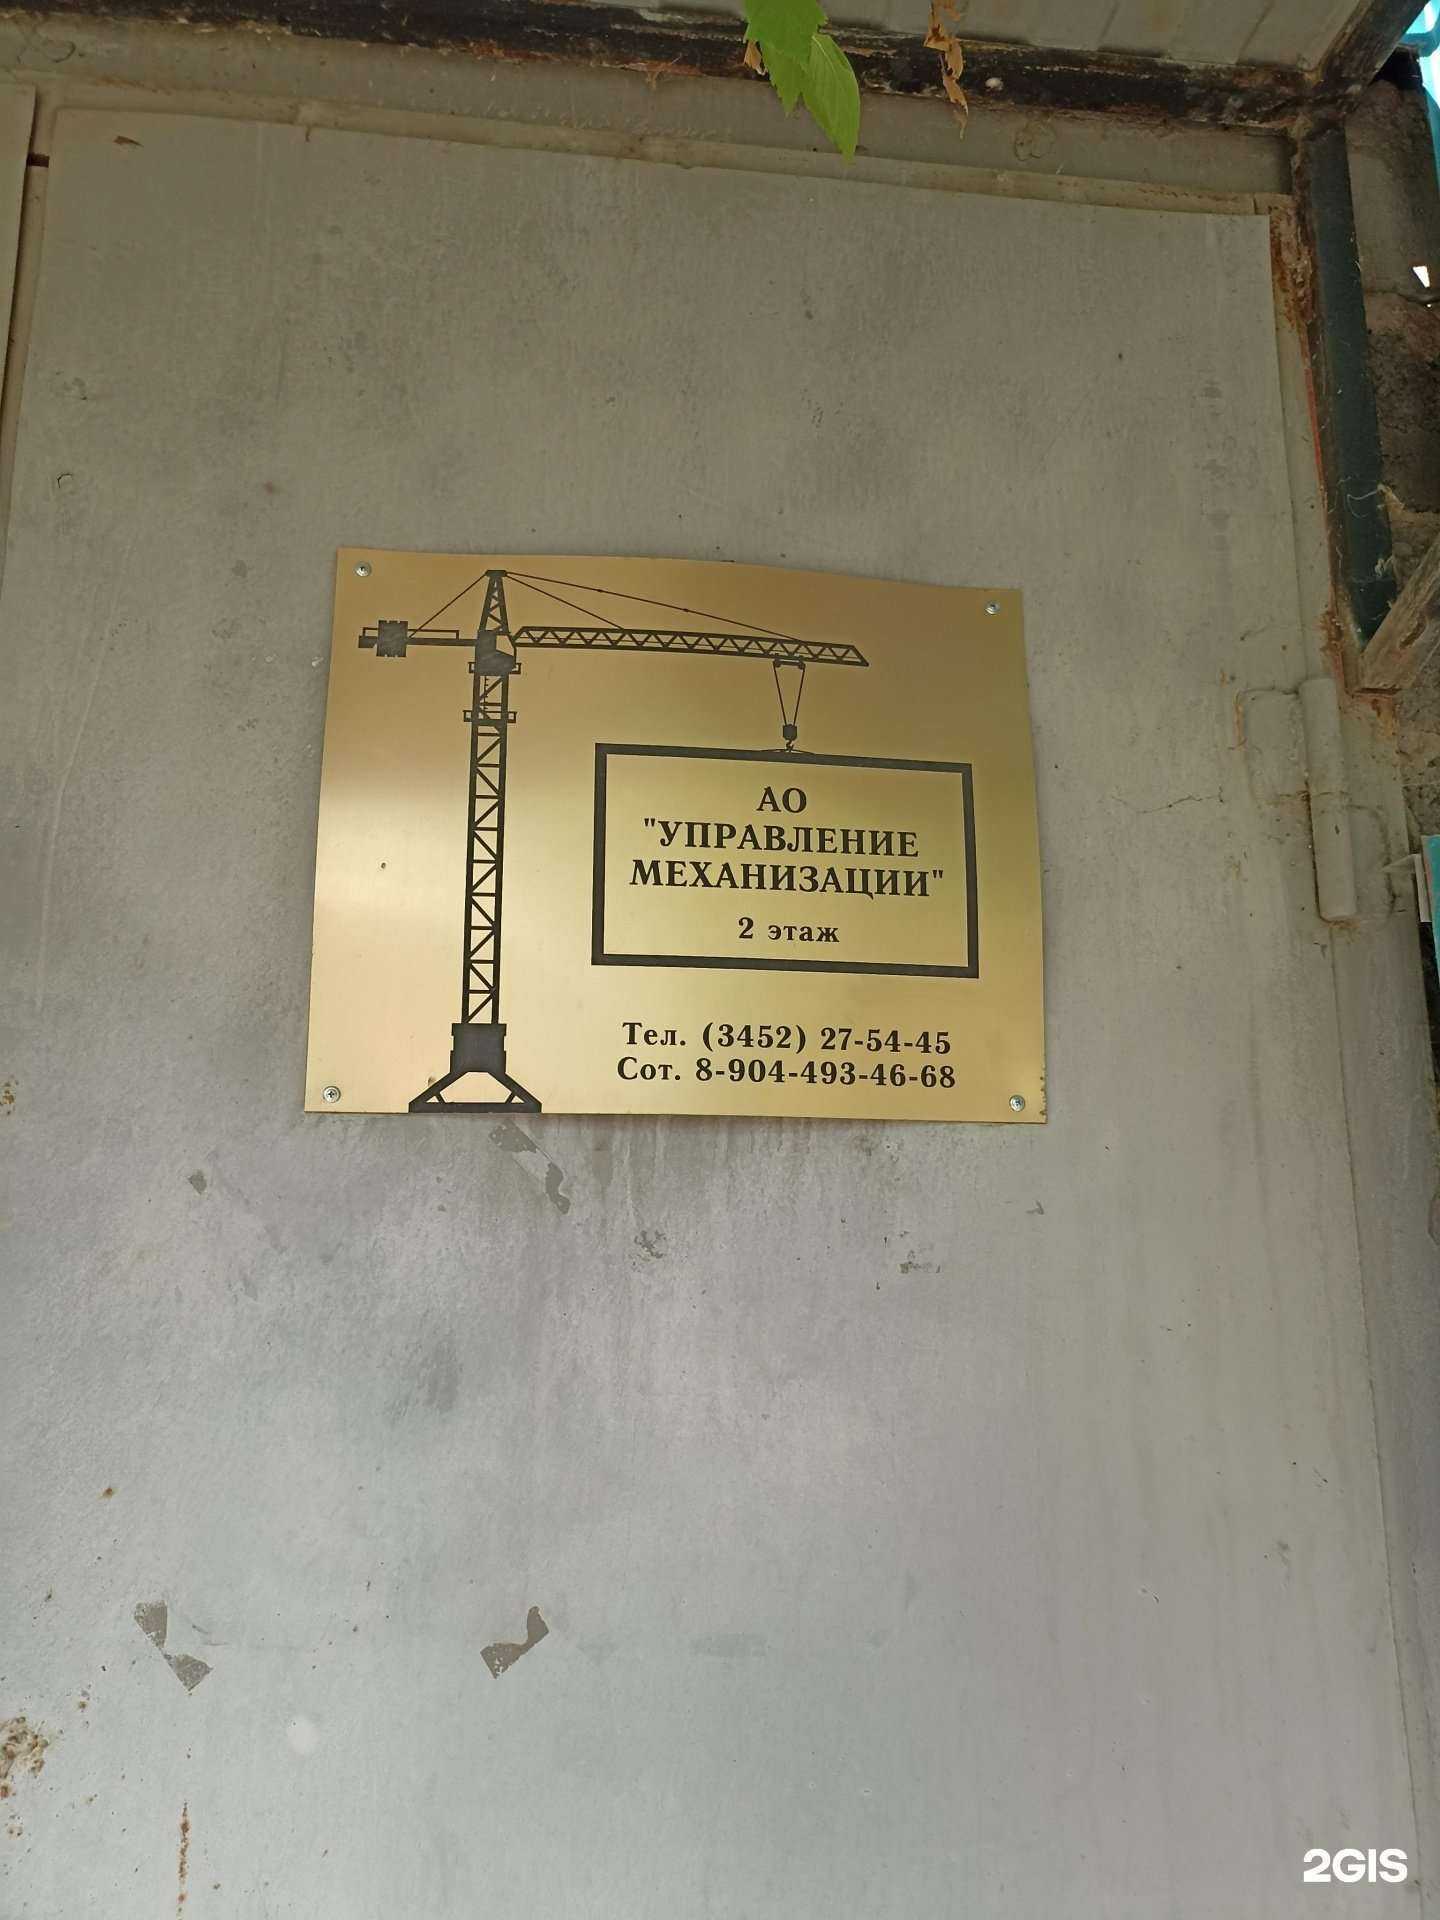 АО
"УПРАВЛЕНИЕ
МЕХАНИЗАЦИИ"
2 этаж
Тел. (3452) 27-54-45
Сот. 8-904-493-46-68
2GIS